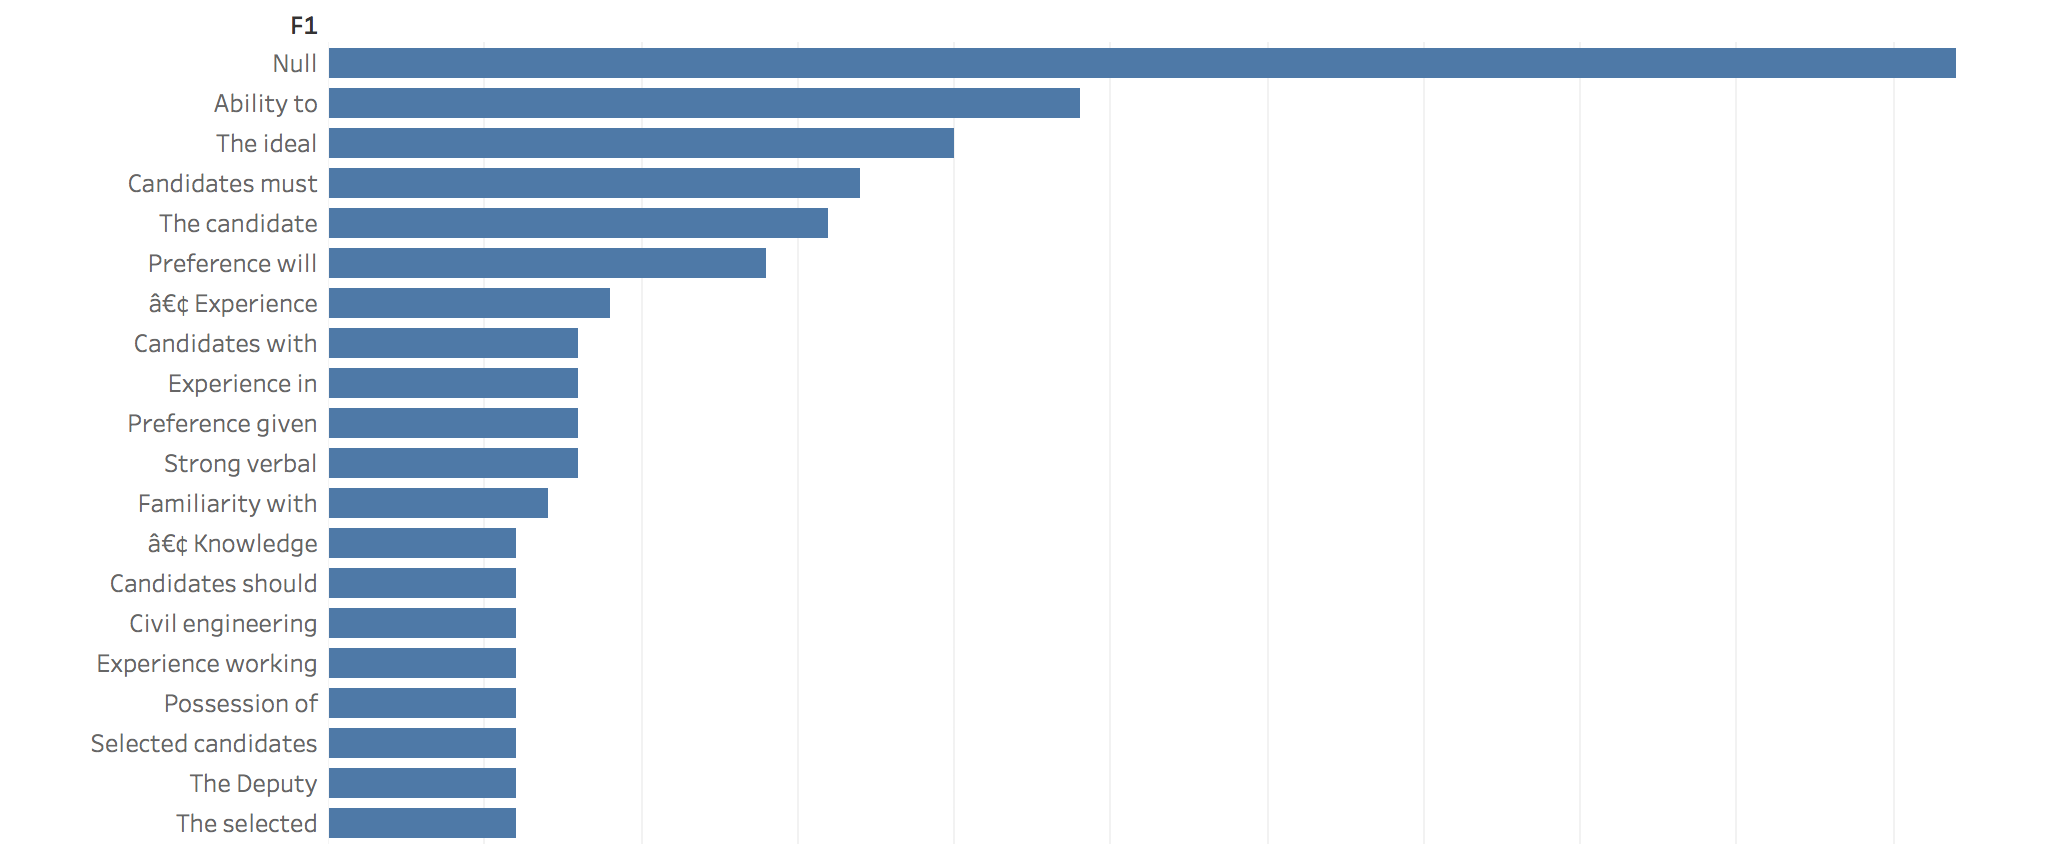 F1
Null
Ability to
The ideal
Candidates must
The candidate
Preference will
â€¢ Experience
Candidates with
Experience in
Preference given
Strong verbal
Familiarity with
â€¢ Knowledge
Candidates should
Civil engineering
Experience working
Possession of
Selected candidates
The Deputy
The selected